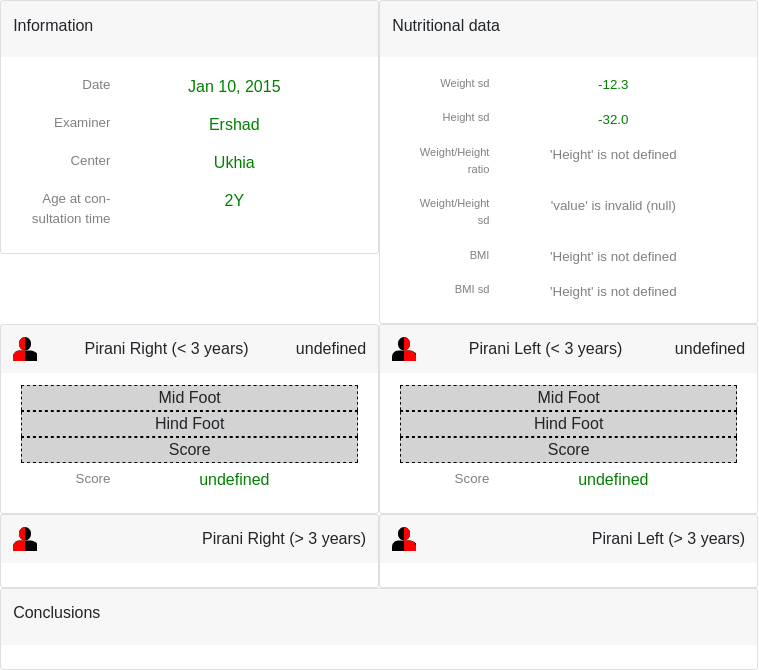 Information
Date
Jan 10, 2015
Examiner
Ershad
Center
Ukhia
Age at con-
sultation time
2Y
Nutritional data
Weight sd
-12.3
Height sd
-32.0
Weight/Height
ratio
'Height' is not defined
Weight/Height
sd
'value' is invalid (null)
BMI
'Height' is not defined
BMI sd
'Height' is not defined
Pirani Right (< 3 years)
undefined
Mid Foot
Hind Foot
Score
Score
undefined
Pirani Left (< 3 years)
undefined
Mid Foot
Hind Foot
Score
Score
undefined
Pirani Right (> 3 years)
Pirani Left (> 3 years)
Conclusions